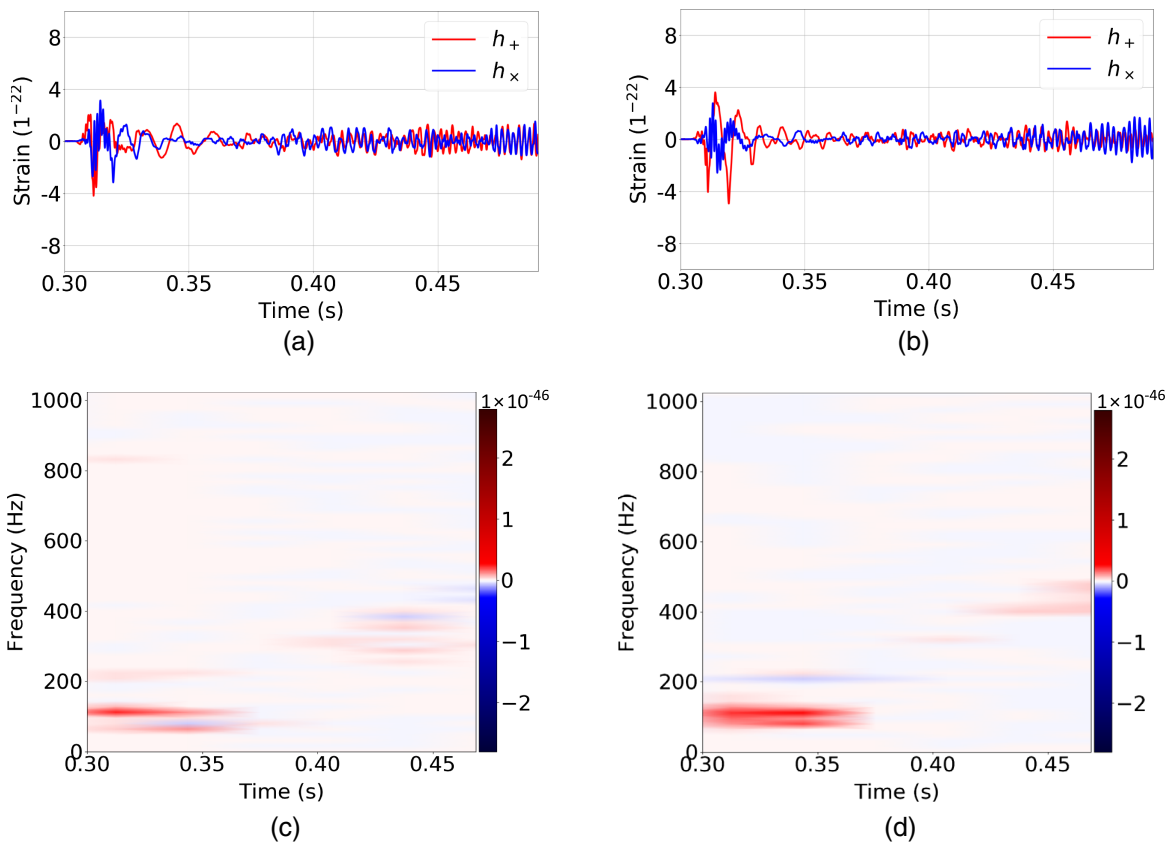 8
4
0
-4
-8
Strain (1⁻²²)
h₊
hₓ
0.30 0.35 0.40 0.45
Time (s)
(a)
8
4
0
-4
-8
Strain (1⁻²²)
h₊
hₓ
0.30 0.35 0.40 0.45
Time (s)
(b)
1000
800
600
400
200
0
Frequency (Hz)
0.30 0.35 0.40 0.45
Time (s)
1×10⁻⁴⁶
2
1
0
−1
−2
(c)
1000
800
600
400
200
0
Frequency (Hz)
0.30 0.35 0.40 0.45
Time (s)
1×10⁻⁴⁶
2
1
0
−1
−2
(d)